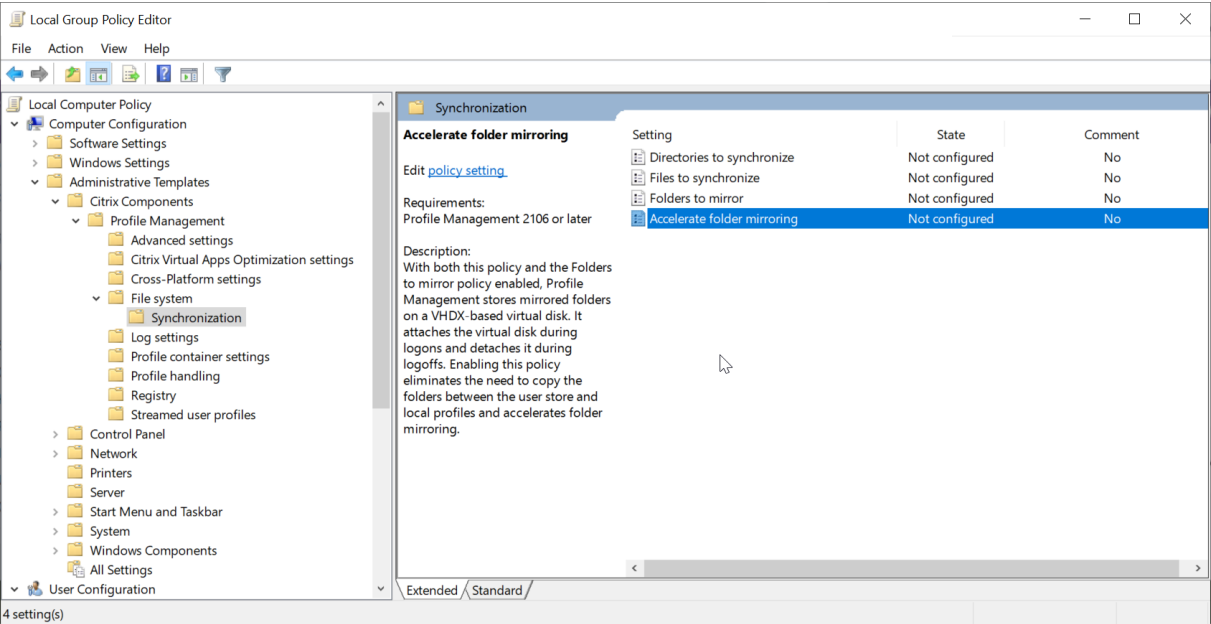 Local Group Policy Editor
File Action View Help
Local Computer Policy
Computer Configuration
Software Settings
Windows Settings
Administrative Templates
Citrix Components
Profile Management
Advanced settings
Citrix Virtual Apps Optimization settings
Cross-Platform settings
File system
Synchronization
Log settings
Profile container settings
Profile handling
Registry
Streamed user profiles
Control Panel
Network
Printers
Server
Start Menu and Taskbar
System
Windows Components
All Settings
User Configuration
Synchronization
Accelerate folder mirroring
Edit policy setting
Requirements:
Profile Management 2106 or later
Description:
With both this policy and the Folders
to mirror policy enabled, Profile
Management stores mirrored folders
on a VHDX-based virtual disk. It
attaches the virtual disk during
logons and detaches it during
logoffs. Enabling this policy
eliminates the need to copy the
folders between the user store and
local profiles and accelerates folder
mirroring.
Setting State Comment
Directories to synchronize Not configured No
Files to synchronize Not configured No
Folders to mirror Not configured No
Accelerate folder mirroring Not configured No
Extended Standard
4 setting(s)